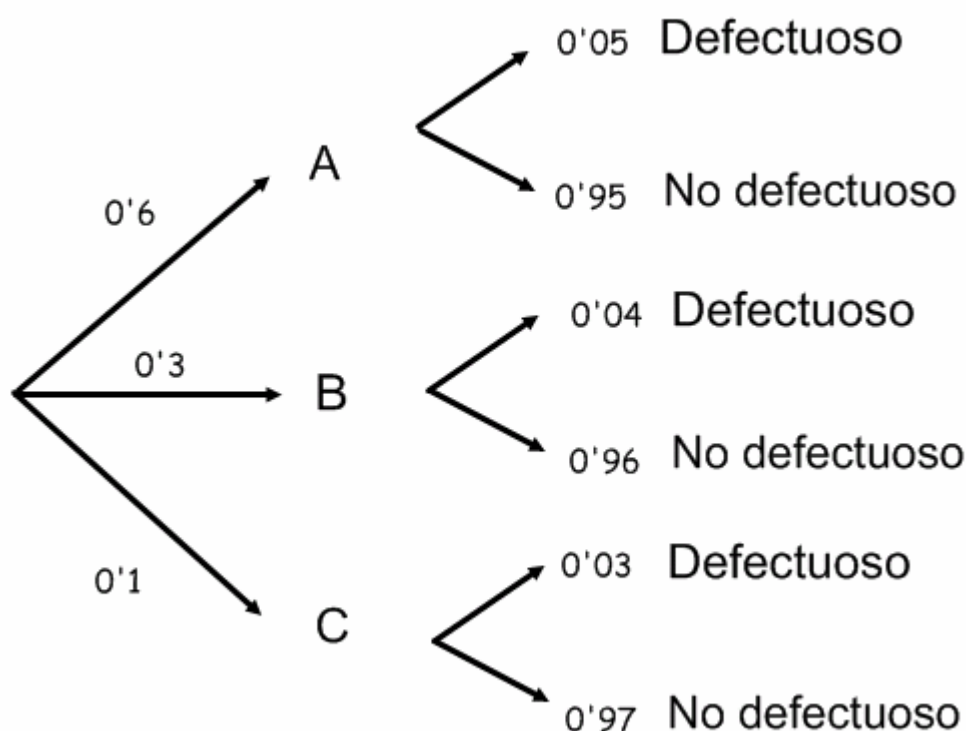 0'05 Defectuoso
A
0'95 No defectuoso
0'6
0'04 Defectuoso
0'3
B
0'96 No defectuoso
0'03 Defectuoso
0'1
C
0'97 No defectuoso